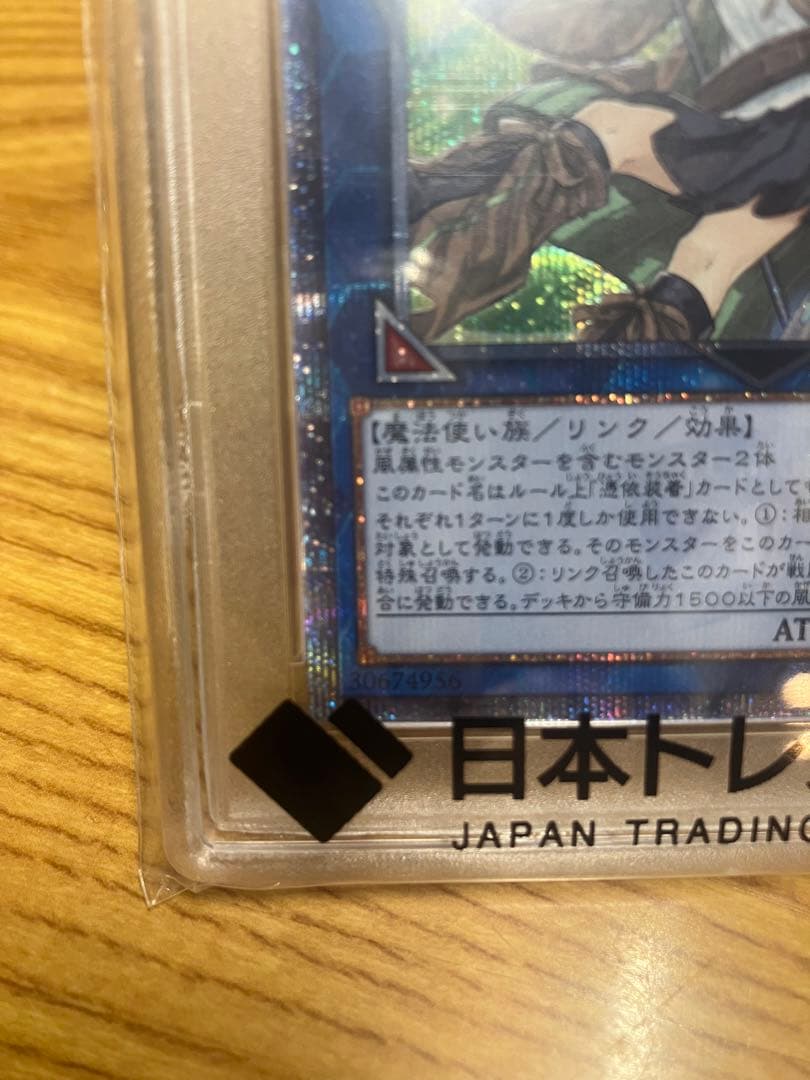 【魔法使い族／リンク／効果】
風属性モンスターを含むモンスター２体
このカード名はルール上「憑依装着」カードとして
それぞれ１ターンに１度しか使用できない。①：相
対象として発動できる。そのモンスターをこのカー
特殊召喚する。②：リンク召喚したこのカードが戦
合に発動できる。デッキから守備力１５００以下の風
AT
30674956
日本トレ
JAPAN TRADING